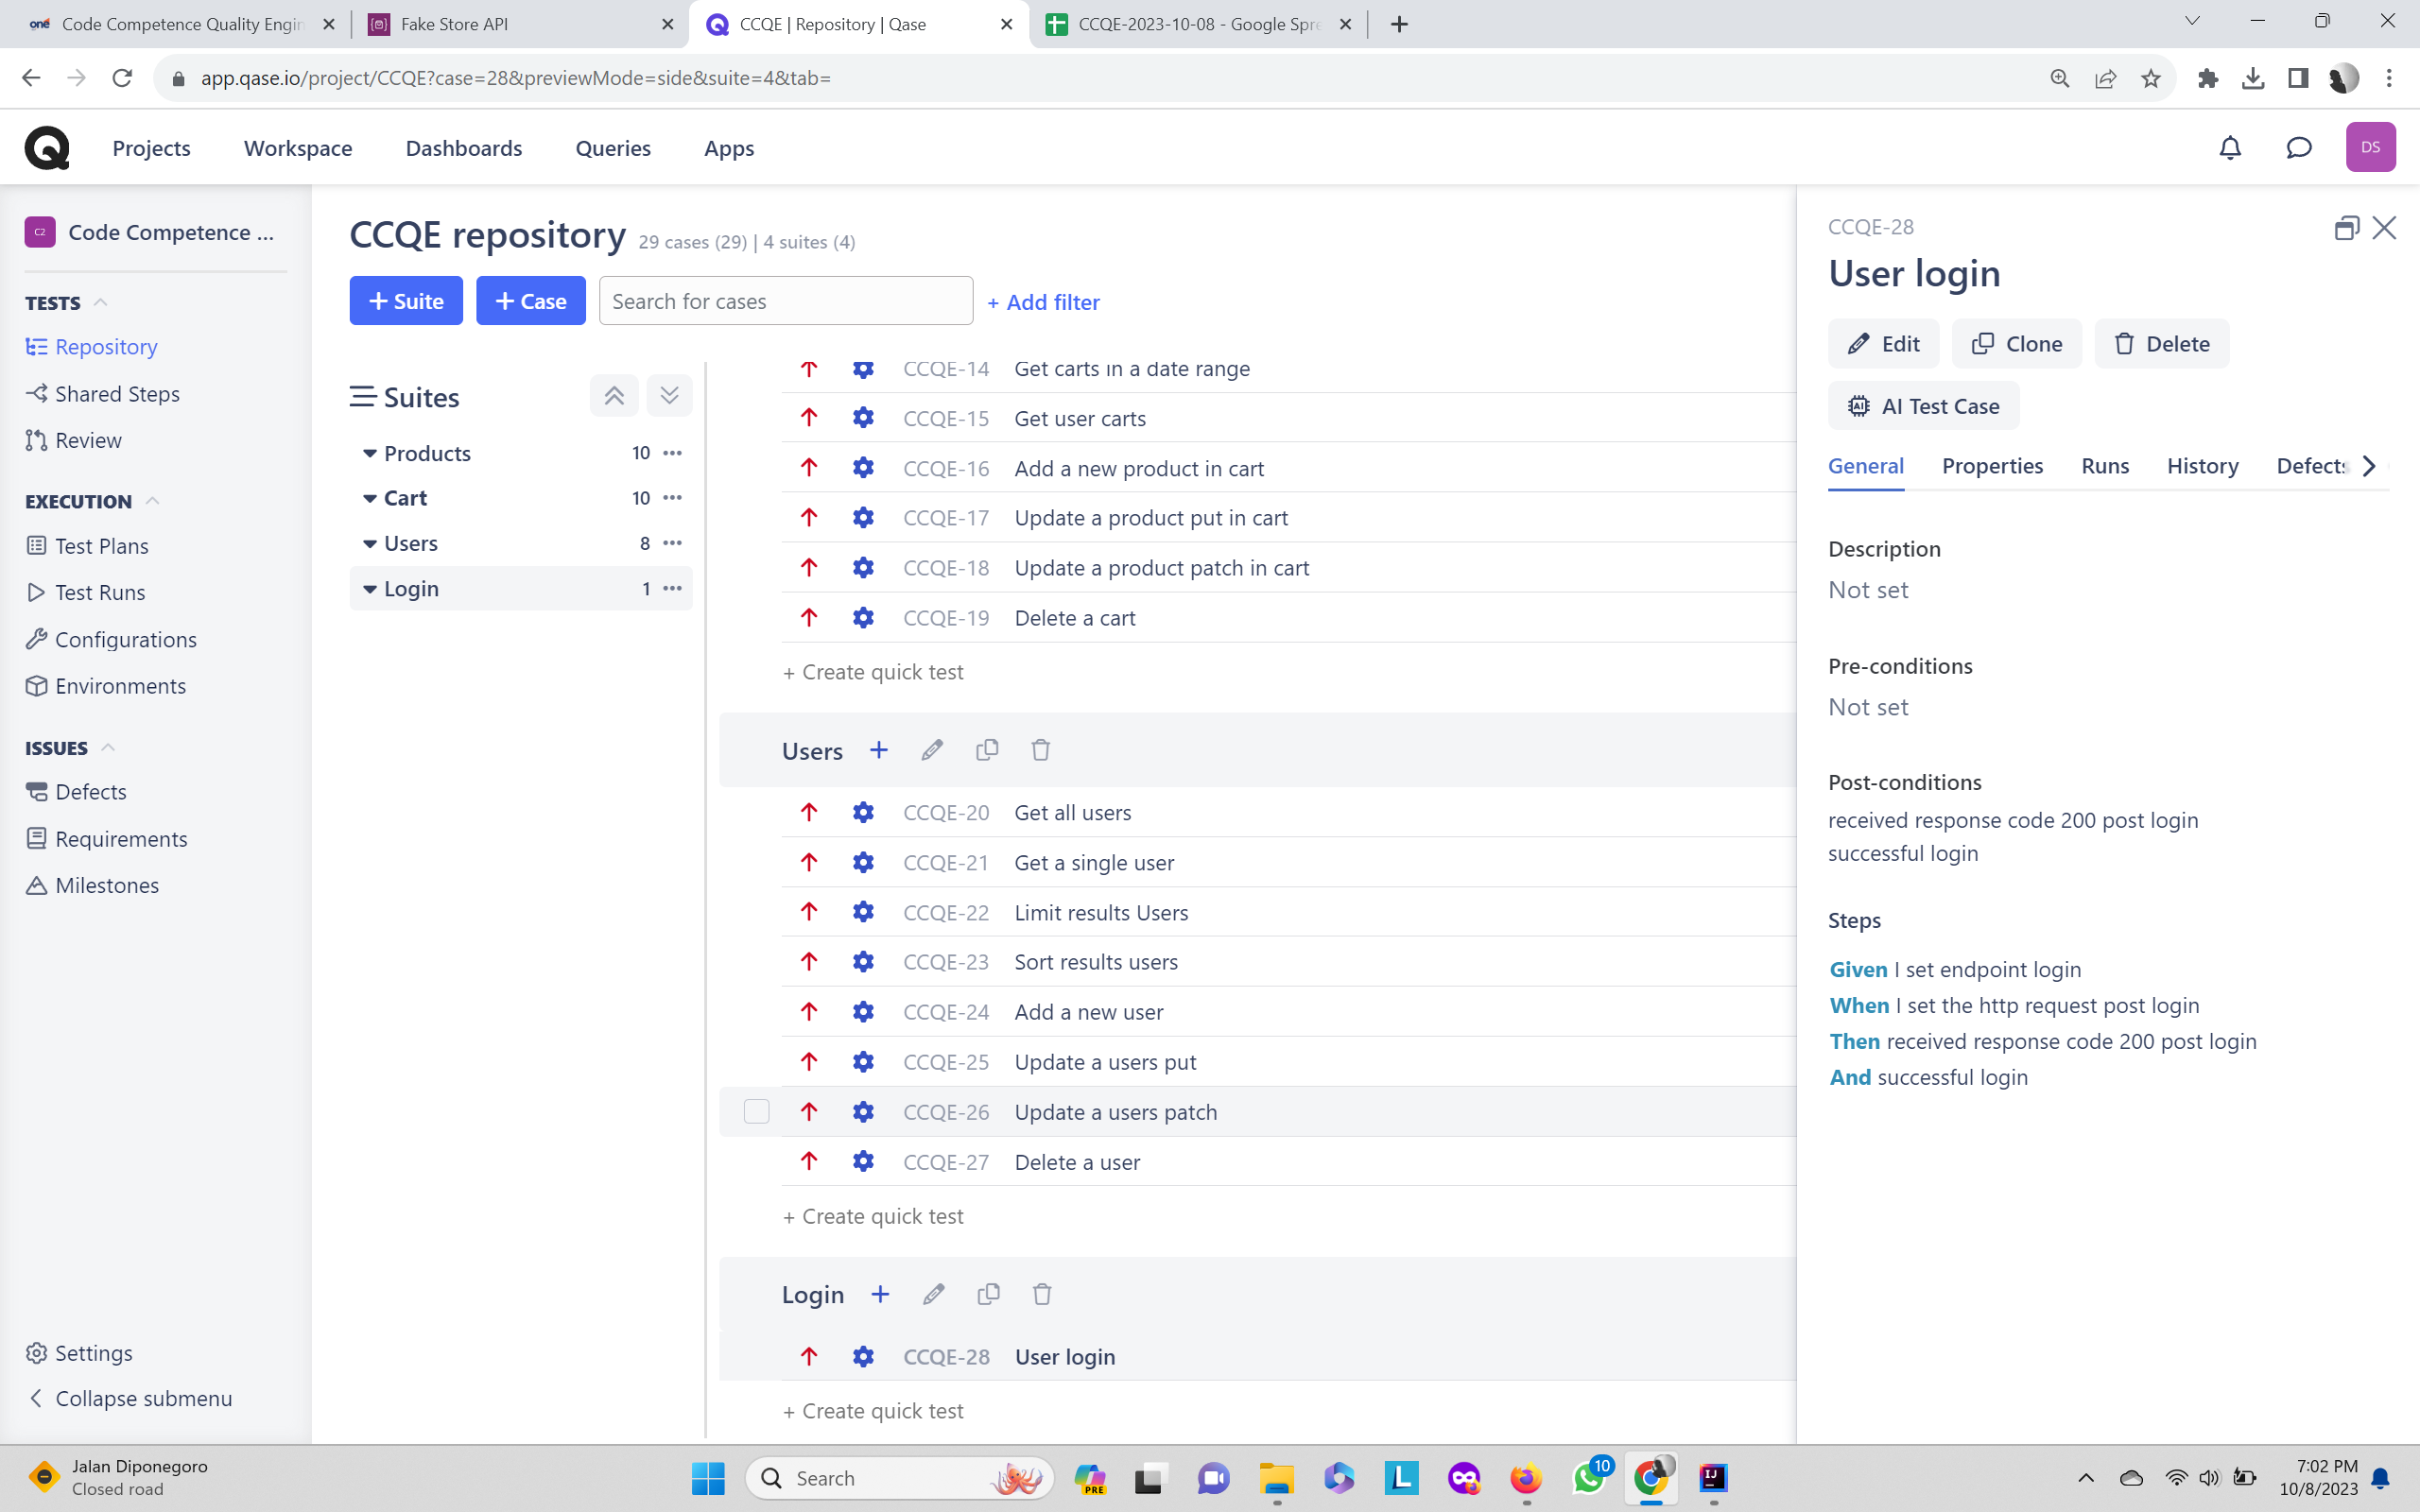 one Code Competence Quality Engin
Fake Store API
CCQE | Repository | Qase
CCQE-2023-10-08 - Google Spre
app.qase.io/project/CCQE?case=28&previewMode=side&suite=4&tab=
Projects
Workspace
Dashboards
Queries
Apps
DS
C2 Code Competence ...
TESTS
Repository
Shared Steps
Review
EXECUTION
Test Plans
Test Runs
Configurations
Environments
ISSUES
Defects
Requirements
Milestones
Settings
Collapse submenu
CCQE repository 29 cases (29) | 4 suites (4)
+ Suite
+ Case
Search for cases
+ Add filter
Suites
Products 10
Cart 10
Users 8
Login 1
CCQE-14 Get carts in a date range
CCQE-15 Get user carts
CCQE-16 Add a new product in cart
CCQE-17 Update a product put in cart
CCQE-18 Update a product patch in cart
CCQE-19 Delete a cart
+ Create quick test
Users
CCQE-20 Get all users
CCQE-21 Get a single user
CCQE-22 Limit results Users
CCQE-23 Sort results users
CCQE-24 Add a new user
CCQE-25 Update a users put
CCQE-26 Update a users patch
CCQE-27 Delete a user
+ Create quick test
Login
CCQE-28 User login
+ Create quick test
CCQE-28
User login
Edit
Clone
Delete
AI Test Case
General
Properties
Runs
History
Defects
Description
Not set
Pre-conditions
Not set
Post-conditions
received response code 200 post login
successful login
Steps
Given I set endpoint login
When I set the http request post login
Then received response code 200 post login
And successful login
Jalan Diponegoro
Closed road
Search
PRE
L
10
IJ
7:02 PM
10/8/2023